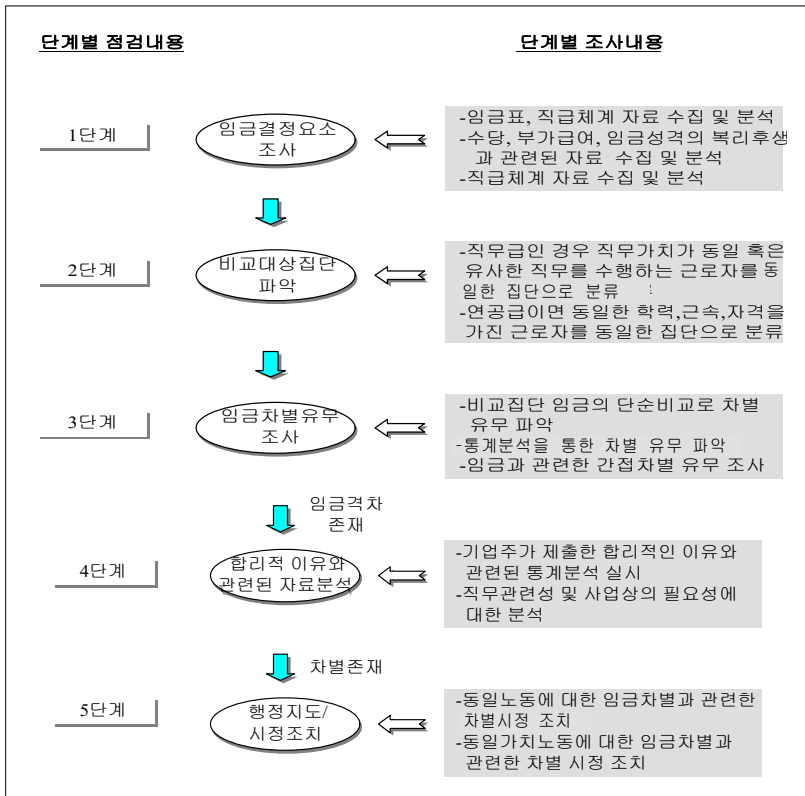 단계별 점검내용
단계별 조사내용
1단계
임금결정요소
조사
-임금표, 직급체계 자료 수집 및 분석
-수당, 부가급여, 임금성격의 복리후생
과 관련된 자료 수집 및 분석
-직급체계 자료 수집 및 분석
2단계
비교대상집단
파악
-직무급인 경우 직무가치가 동일 혹은
유사한 직무를 수행하는 근로자를 동
일한 집단으로 분류
-연공급이면 동일한 학력,근속,자격을
가진 근로자를 동일한 집단으로 분류
3단계
임금차별유무
조사
-비교집단 임금의 단순비교로 차별
유무 파악
-통계분석을 통한 차별 유무 파악
-임금과 관련한 간접차별 유무 조사
임금격차
존재
4단계
합리적 이유와
관련된 자료분석
-기업주가 제출한 합리적인 이유와
관련된 통계분석 실시
-직무관련성 및 사업상의 필요성에
대한 분석
차별존재
5단계
행정지도/
시정조치
-동일노동에 대한 임금차별과 관련한
차별시정 조치
-동일가치노동에 대한 임금차별과
관련한 차별 시정 조치